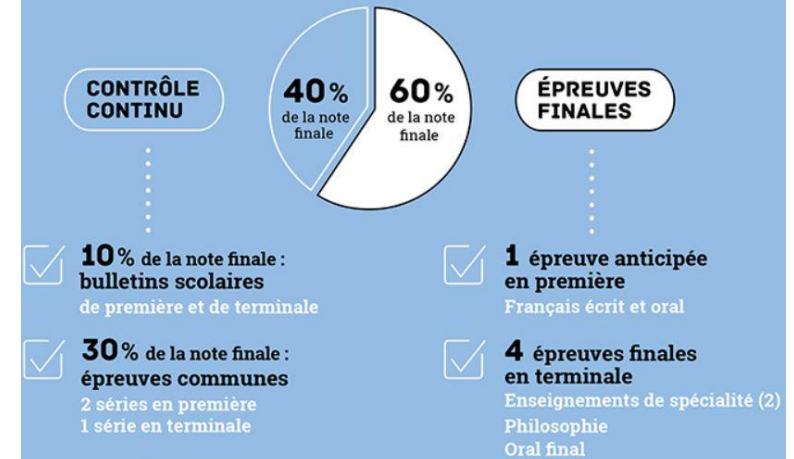 CONTRÔLE
CONTINU
40%
de la note
finale
60%
de la note
finale
ÉPREUVES
FINALES
10% de la note finale :
bulletins scolaires
de première et de terminale
30% de la note finale :
épreuves communes
2 séries en première
1 série en terminale
1 épreuve anticipée
en première
Français écrit et oral
4 épreuves finales
en terminale
Enseignements de spécialité (2)
Philosophie
Oral final